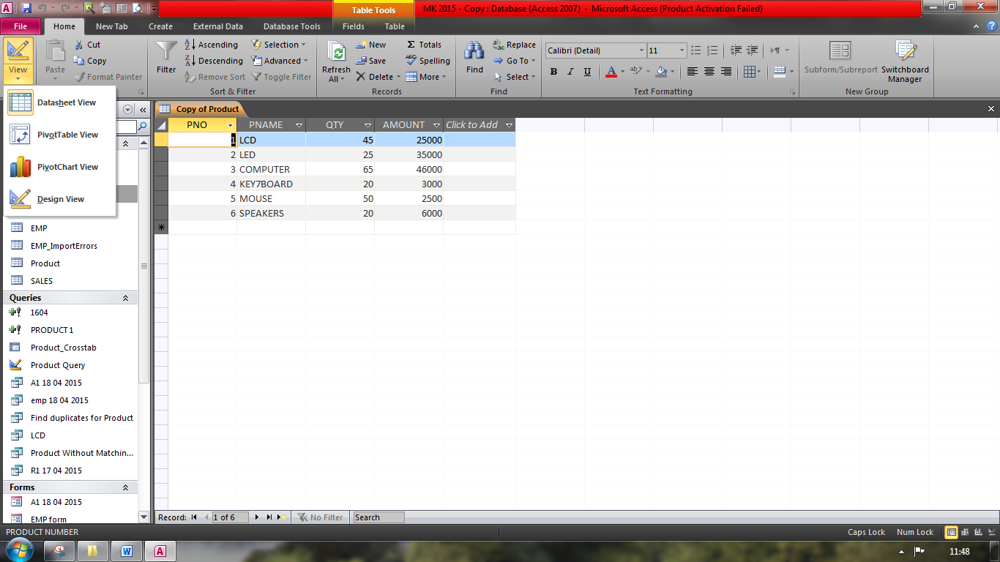 Table Tools
MK 2015 - Copy : Database (Access 2007) - Microsoft Access (Product Activation Failed)
File Home New Tab Create External Data Database Tools Fields Table
View
Paste
Cut
Copy
Format Painter
Filter
Ascending
Descending
Remove Sort
Selection
Advanced
Toggle Filter
Sort & Filter
Refresh
All
New
Save
Delete
Totals
Spelling
More
Records
Find
Replace
Go To
Select
Find
Calibri (Detail) 11
B I U A
Text Formatting
Subform/Subreport
Switchboard
Manager
New Group
Datasheet View
PivotTable View
PivotChart View
Design View
EMP
EMP_ImportErrors
Product
SALES
Queries
1604
PRODUCT1
Product_Crosstab
Product Query
A1 18 04 2015
emp 18 04 2015
Find duplicates for Product
LCD
Product Without Matchin...
R1 17 04 2015
Forms
A1 18 04 2015
EMP form
Copy of Product
PNO PNAME QTY AMOUNT Click to Add
1 LCD 45 25000
2 LED 25 35000
3 COMPUTER 65 46000
4 KEY7BOARD 20 3000
5 MOUSE 50 2500
6 SPEAKERS 20 6000
Record: 1 of 6 No Filter Search
PRODUCT NUMBER Caps Lock Num Lock
11:48